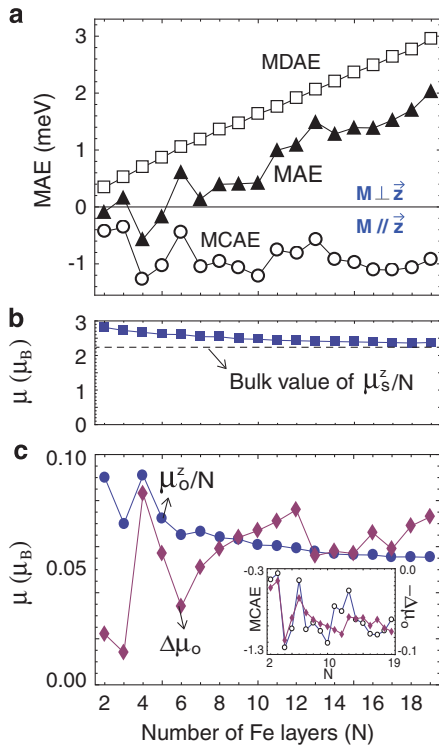 a
MAE (meV)
3
2
1
0
-1
MDAE
MAE
MCAE
M ⊥ z⃗
M // z⃗
b
μ (μB)
3
2
1
0
Bulk value of μsz/N
c
μ (μB)
0.10
0.05
0.00
μoz/N
Δμo
MCAE
-0.3
-1.3
0.0
-0.1
-Δμo
2 10 19
N
2 4 6 8 10 12 14 16 18
Number of Fe layers (N)